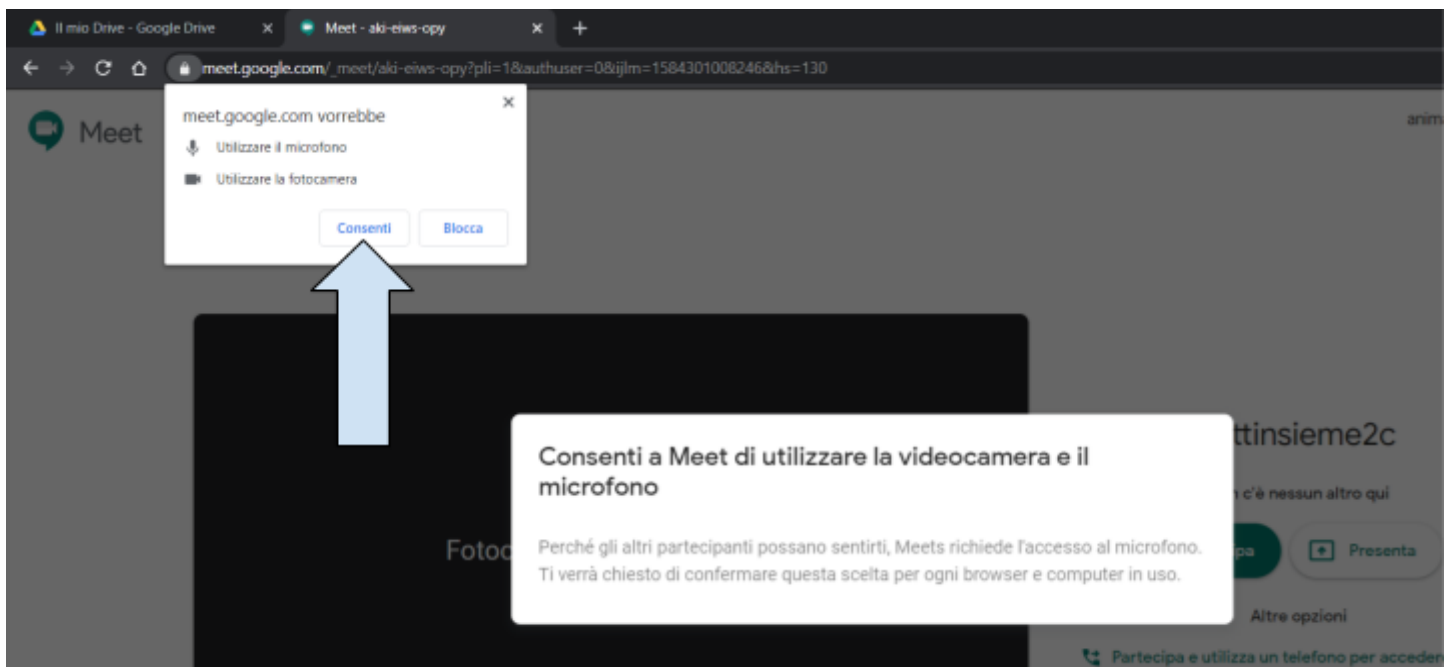 Il mio Drive - Google Drive
Meet - aki-eiws-opy
meet.google.com/_meet/aki-eiws-opy?pli=1&authuser=0&ijlm=1584301008246&hs=130
Meet
anim
meet.google.com vorrebbe
Utilizzare il microfono
Utilizzare la fotocamera
Consenti
Blocca
Consenti a Meet di utilizzare la videocamera e il
microfono
Perché gli altri partecipanti possano sentirti, Meets richiede l'accesso al microfono.
Ti verrà chiesto di confermare questa scelta per ogni browser e computer in uso.
Fotoc
ttinsieme2c
c'è nessun altro qui
pa
Presenta
Altre opzioni
Partecipa e utilizza un telefono per accedere